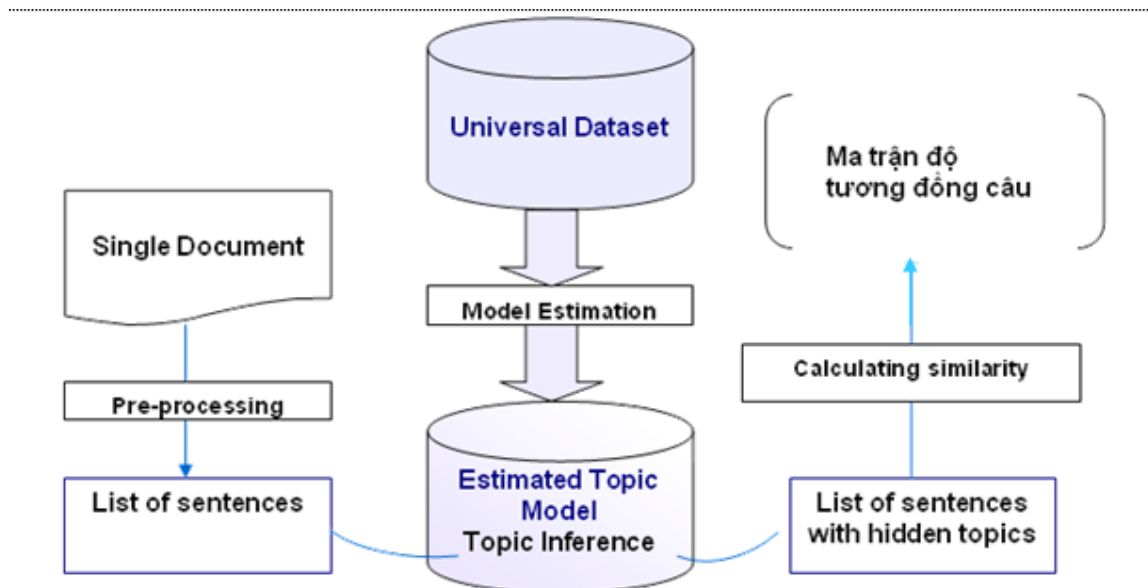 Universal Dataset
Ma trận độ
tương đồng câu
Single Document
Model Estimation
Calculating similarity
Pre-processing
List of sentences
Estimated Topic
Model
Topic Inference
List of sentences
with hidden topics